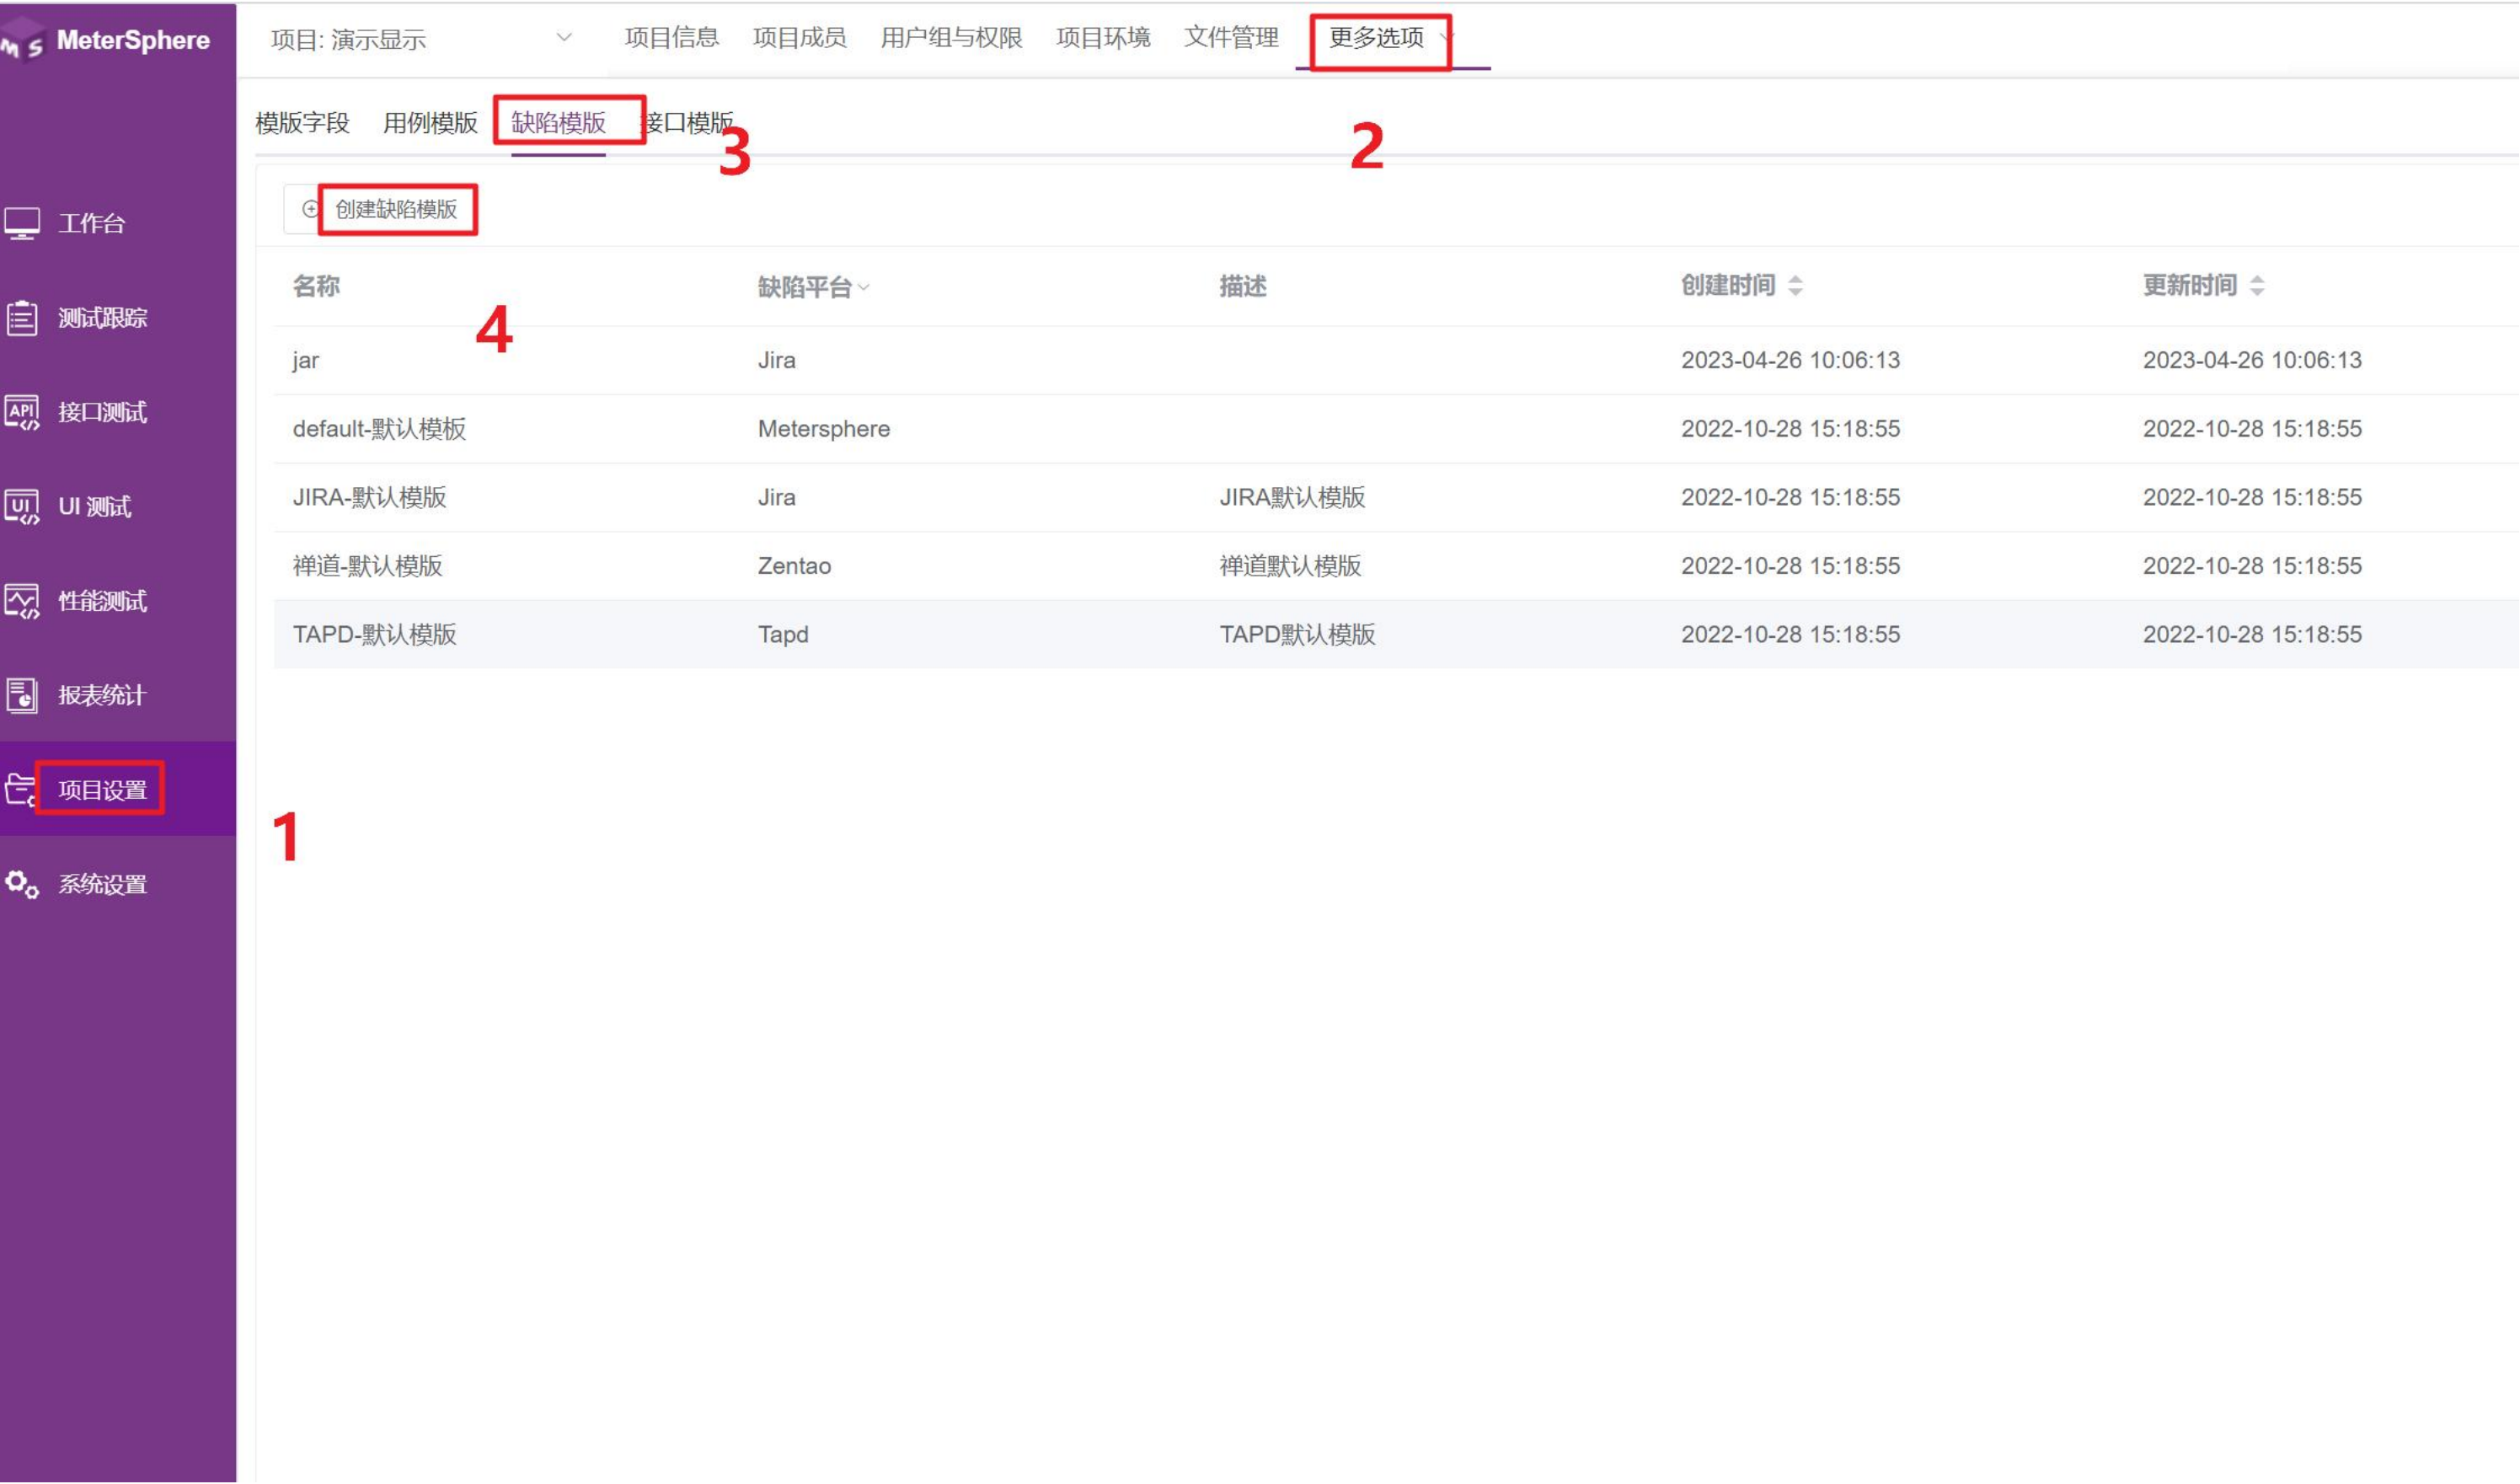 MS MeterSphere
项目: 演示显示 项目信息 项目成员 用户组与权限 项目环境 文件管理 更多选项
模版字段 用例模版 缺陷模版 接口模版
3
2
创建缺陷模版
名称 缺陷平台 描述 创建时间 更新时间
4
jar Jira 2023-04-26 10:06:13 2023-04-26 10:06:13
default-默认模板 Metersphere 2022-10-28 15:18:55 2022-10-28 15:18:55
JIRA-默认模版 Jira JIRA默认模版 2022-10-28 15:18:55 2022-10-28 15:18:55
禅道-默认模版 Zentao 禅道默认模版 2022-10-28 15:18:55 2022-10-28 15:18:55
TAPD-默认模版 Tapd TAPD默认模版 2022-10-28 15:18:55 2022-10-28 15:18:55
工作台
测试跟踪
API 接口测试
UI UI 测试
性能测试
报表统计
项目设置
1
系统设置